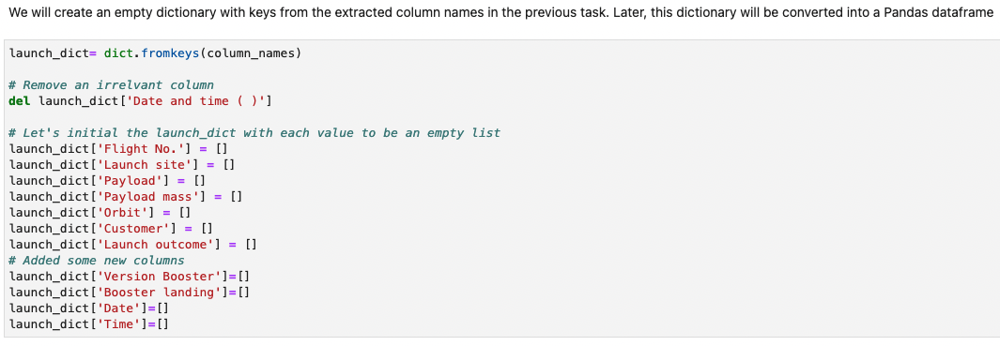 We will create an empty dictionary with keys from the extracted column names in the previous task. Later, this dictionary will be converted into a Pandas dataframe
launch_dict= dict.fromkeys(column_names)
# Remove an irrelvant column
del launch_dict['Date and time ( )']
# Let's initial the launch_dict with each value to be an empty list
launch_dict['Flight No.'] = []
launch_dict['Launch site'] = []
launch_dict['Payload'] = []
launch_dict['Payload mass'] = []
launch_dict['Orbit'] = []
launch_dict['Customer'] = []
launch_dict['Launch outcome'] = []
# Added some new columns
launch_dict['Version Booster']=[]
launch_dict['Booster landing']=[]
launch_dict['Date']=[]
launch_dict['Time']=[]